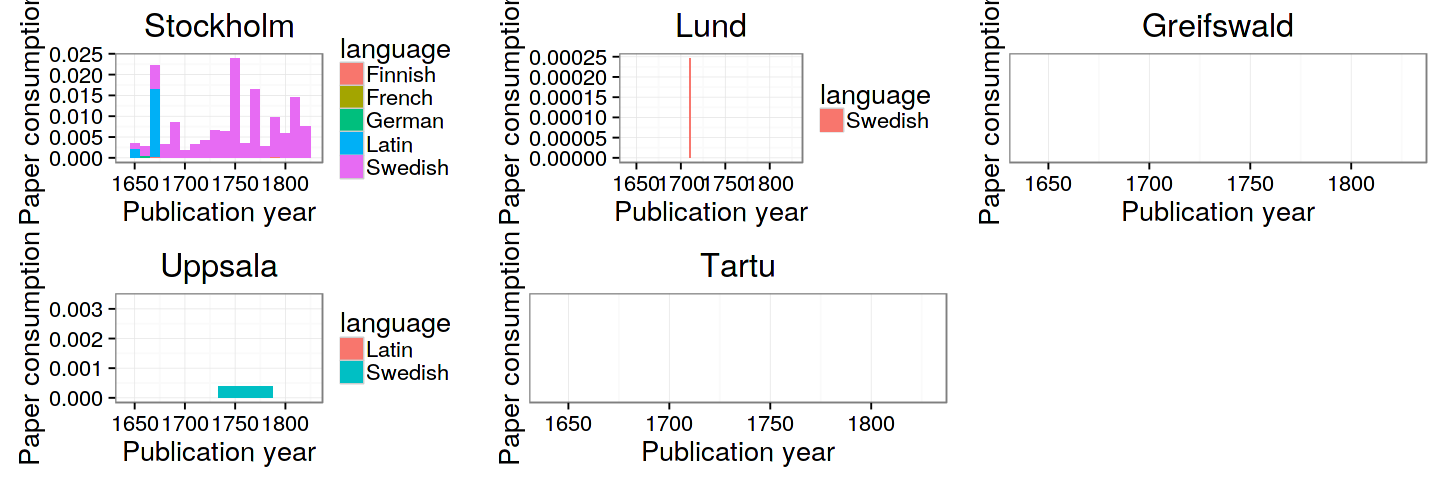 Stockholm
Paper consumption
0.025
0.020
0.015
0.010
0.005
0.000
1650 1700 1750 1800
Publication year
language
Finnish
French
German
Latin
Swedish
Lund
Paper consumption
0.00025
0.00020
0.00015
0.00010
0.00005
0.00000
1650 1700 1750 1800
Publication year
language
Swedish
Greifswald
Paper consumption
1650 1700 1750 1800
Publication year
Uppsala
Paper consumption
0.003
0.002
0.001
0.000
1650 1700 1750 1800
Publication year
language
Latin
Swedish
Tartu
Paper consumption
1650 1700 1750 1800
Publication year